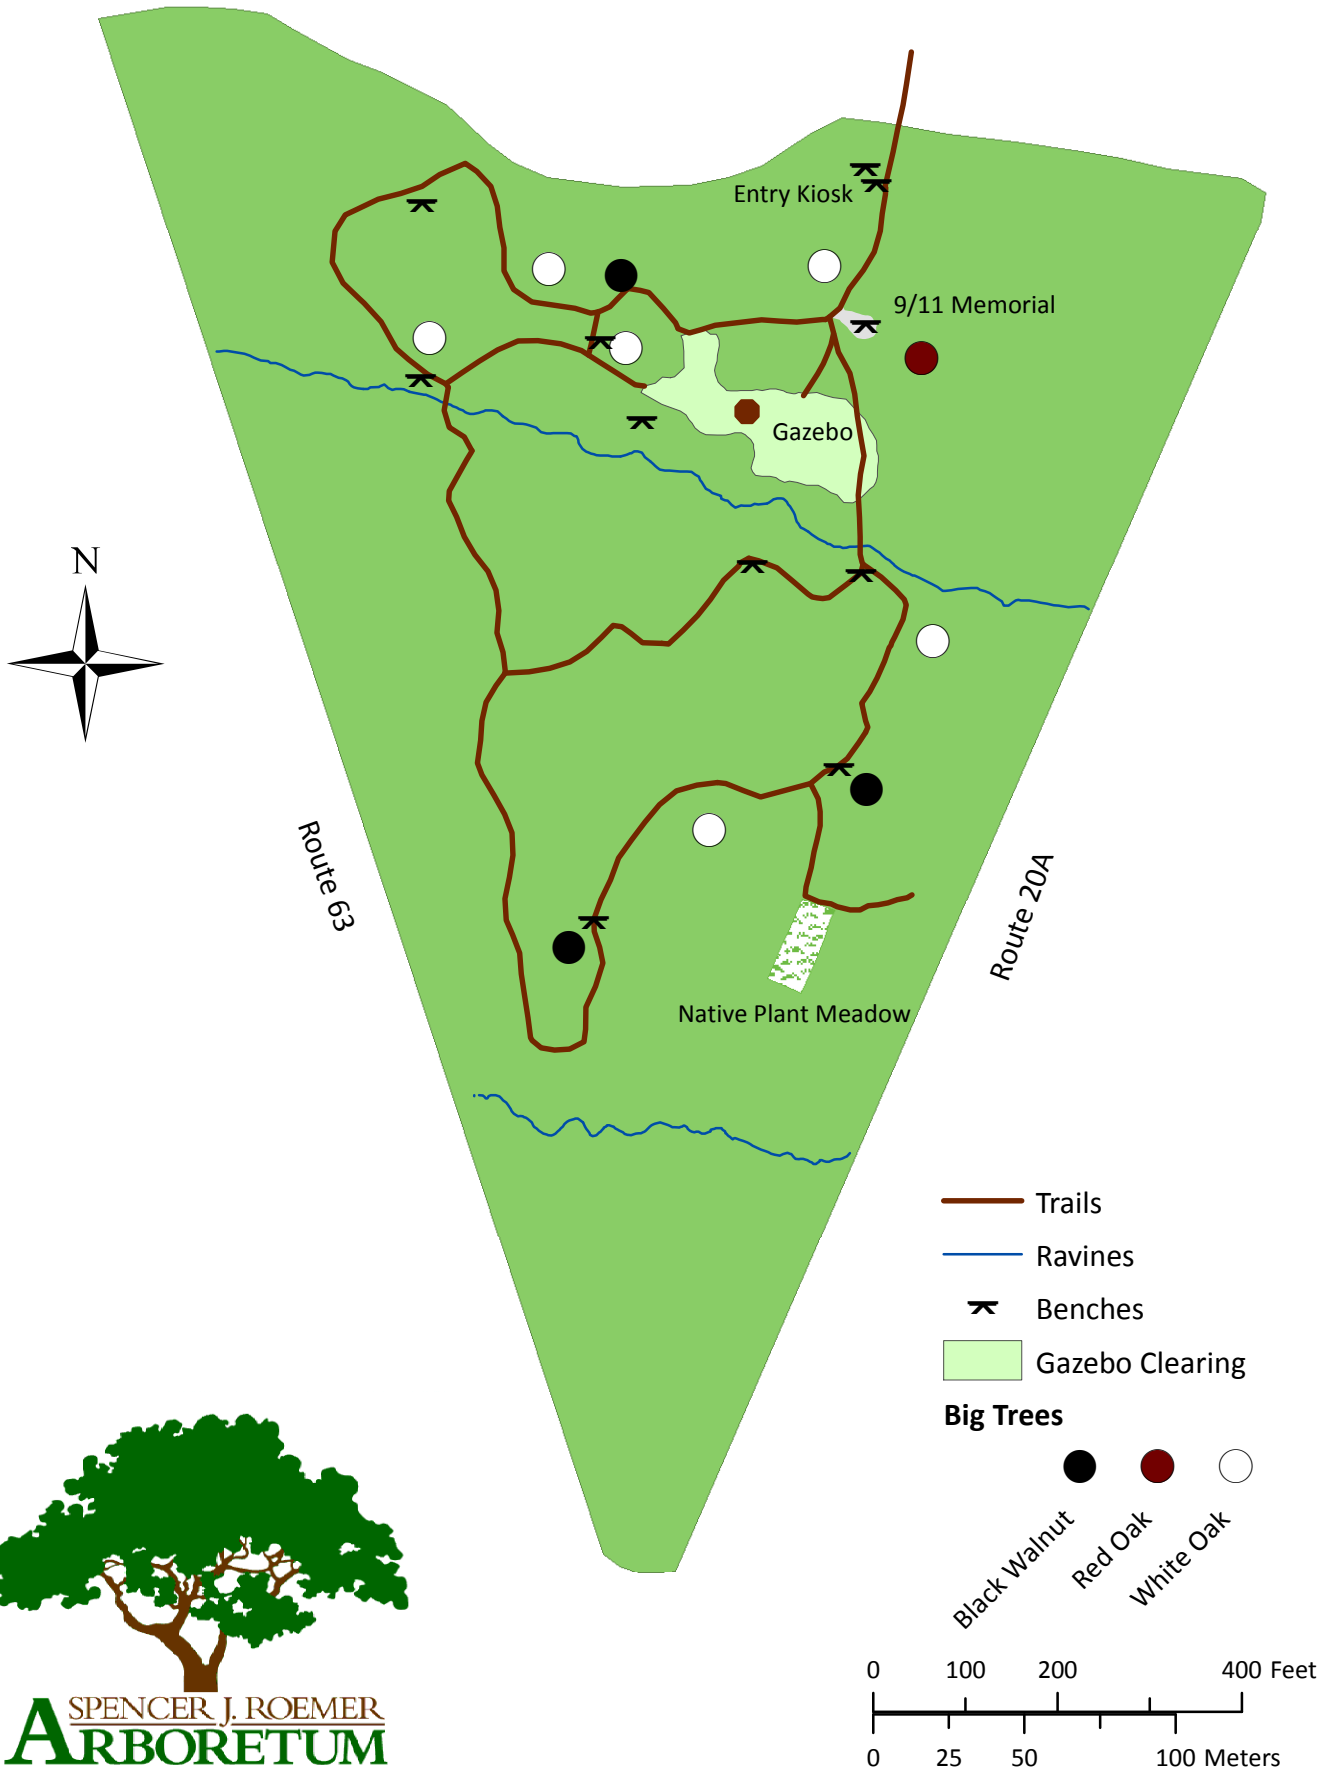 Entry Kiosk
9/11 Memorial
Gazebo
N
Route 63
Route 20A
Native Plant Meadow
Trails
Ravines
Benches
Gazebo Clearing
Big Trees
Black Walnut
Red Oak
White Oak
0 100 200 400 Feet
0 25 50 100 Meters
SPENCER J. ROEMER
ARBORETUM